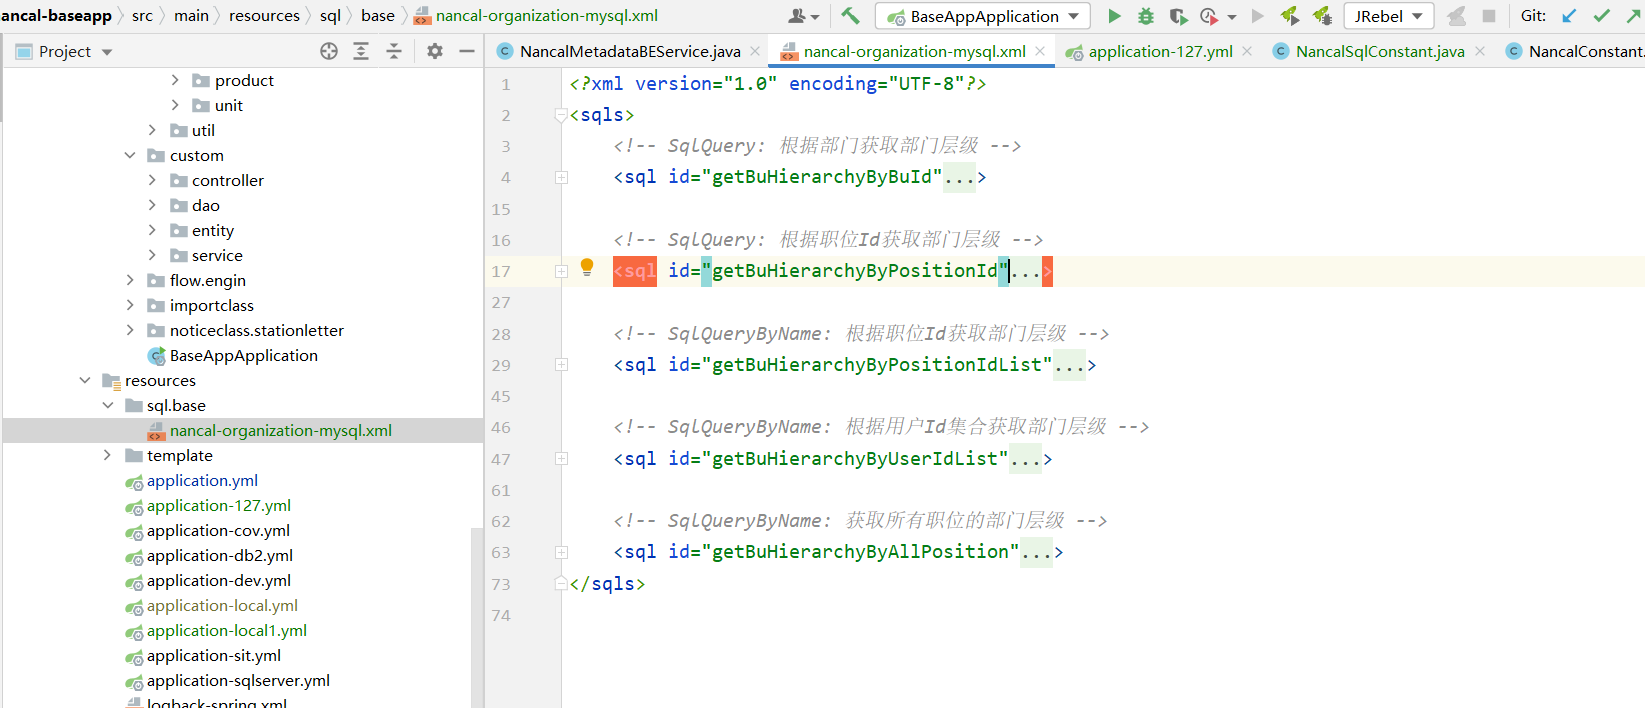 ancal-baseapp src main resources sql base nancal-organization-mysql.xml BaseAppApplication JRebel Git:
Project NancalMetadataBEService.java nancal-organization-mysql.xml application-127.yml NancalSqlConstant.java NancalConstant.
product
unit
util
custom
controller
dao
entity
service
flow.engin
importclass
noticeclass.stationletter
BaseAppApplication
resources
sql.base
nancal-organization-mysql.xml
template
application.yml
application-127.yml
application-cov.yml
application-db2.yml
application-dev.yml
application-local.yml
application-local1.yml
application-sit.yml
application-sqlserver.yml
logback-spring.xml
1 <?xml version="1.0" encoding="UTF-8"?>
2 <sqls>
3 <!-- SqlQuery: 根据部门获取部门层级 -->
4 <sql id="getBuHierarchyByBuId"...>
15
16 <!-- SqlQuery: 根据职位Id获取部门层级 -->
17 <sql id="getBuHierarchyByPositionId"...>
27
28 <!-- SqlQueryByName: 根据职位Id获取部门层级 -->
29 <sql id="getBuHierarchyByPositionIdList"...>
45
46 <!-- SqlQueryByName: 根据用户Id集合获取部门层级 -->
47 <sql id="getBuHierarchyByUserIdList"...>
61
62 <!-- SqlQueryByName: 获取所有职位的部门层级 -->
63 <sql id="getBuHierarchyByAllPosition"...>
73 </sqls>
74